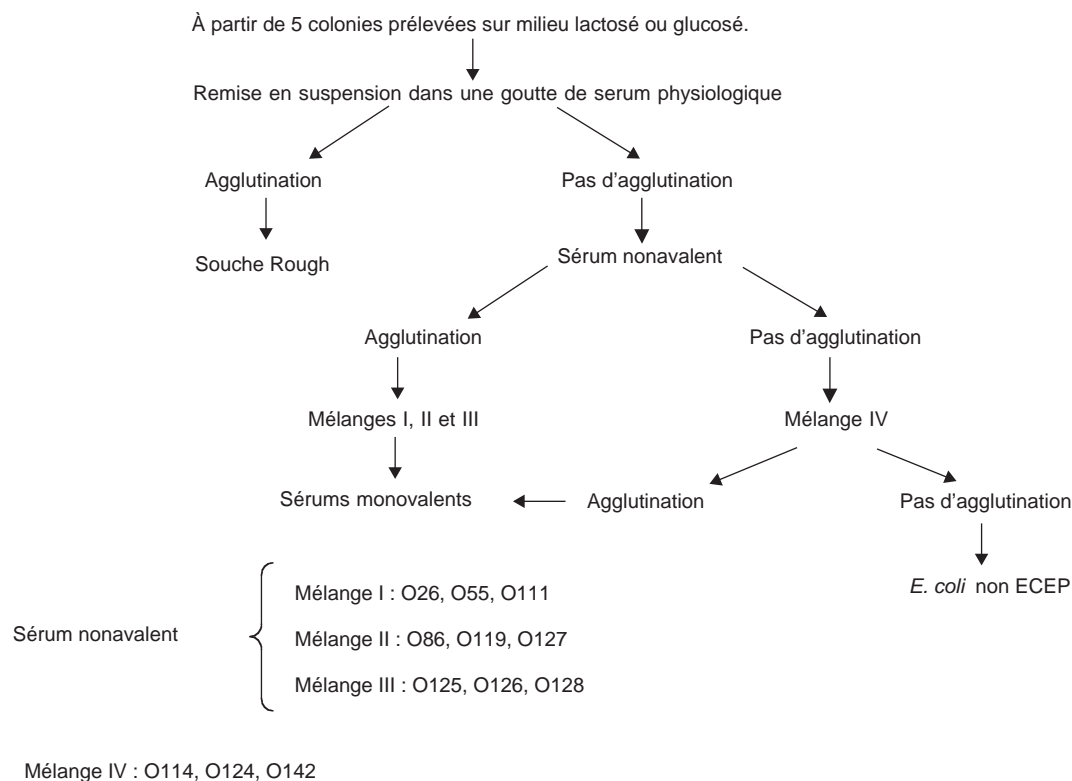 À partir de 5 colonies prélevées sur milieu lactosé ou glucosé.
Remise en suspension dans une goutte de serum physiologique
Agglutination
Pas d'agglutination
Souche Rough
Sérum nonavalent
Agglutination
Pas d'agglutination
Mélanges I, II et III
Mélange IV
Sérums monovalents
Agglutination
Pas d'agglutination
E. coli non ECEP
Sérum nonavalent
Mélange I : O26, O55, O111
Mélange II : O86, O119, O127
Mélange III : O125, O126, O128
Mélange IV : O114, O124, O142